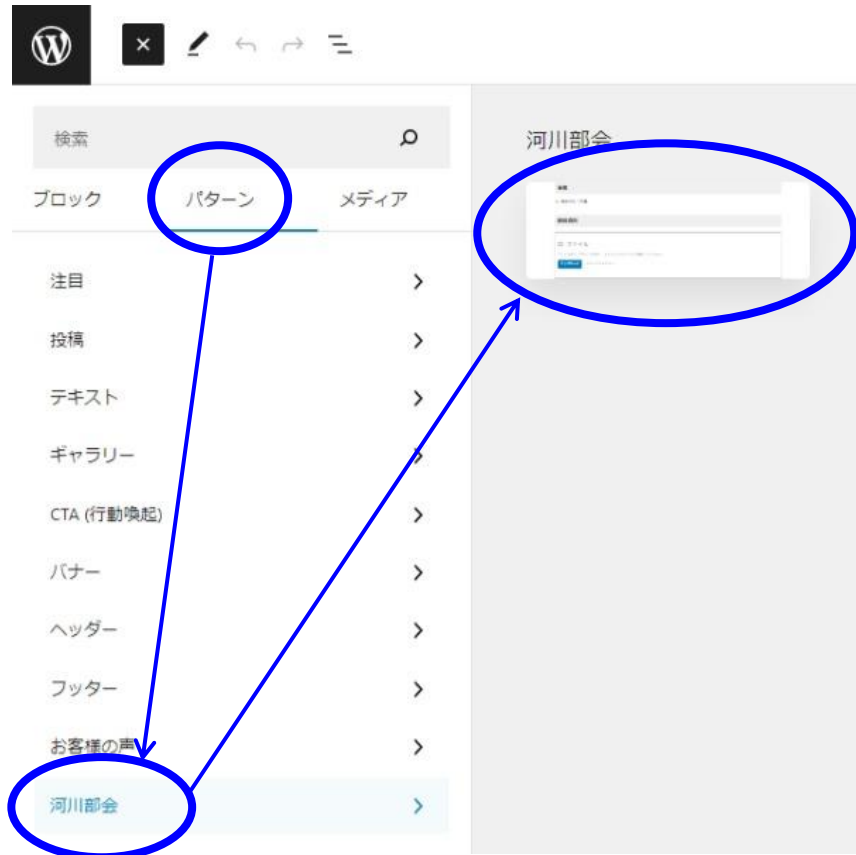 検索
ブロック
パターン
メディア
注目
投稿
テキスト
ギャラリー
CTA (行動喚起)
バナー
ヘッダー
フッター
お客様の声
河川部会
河川部会